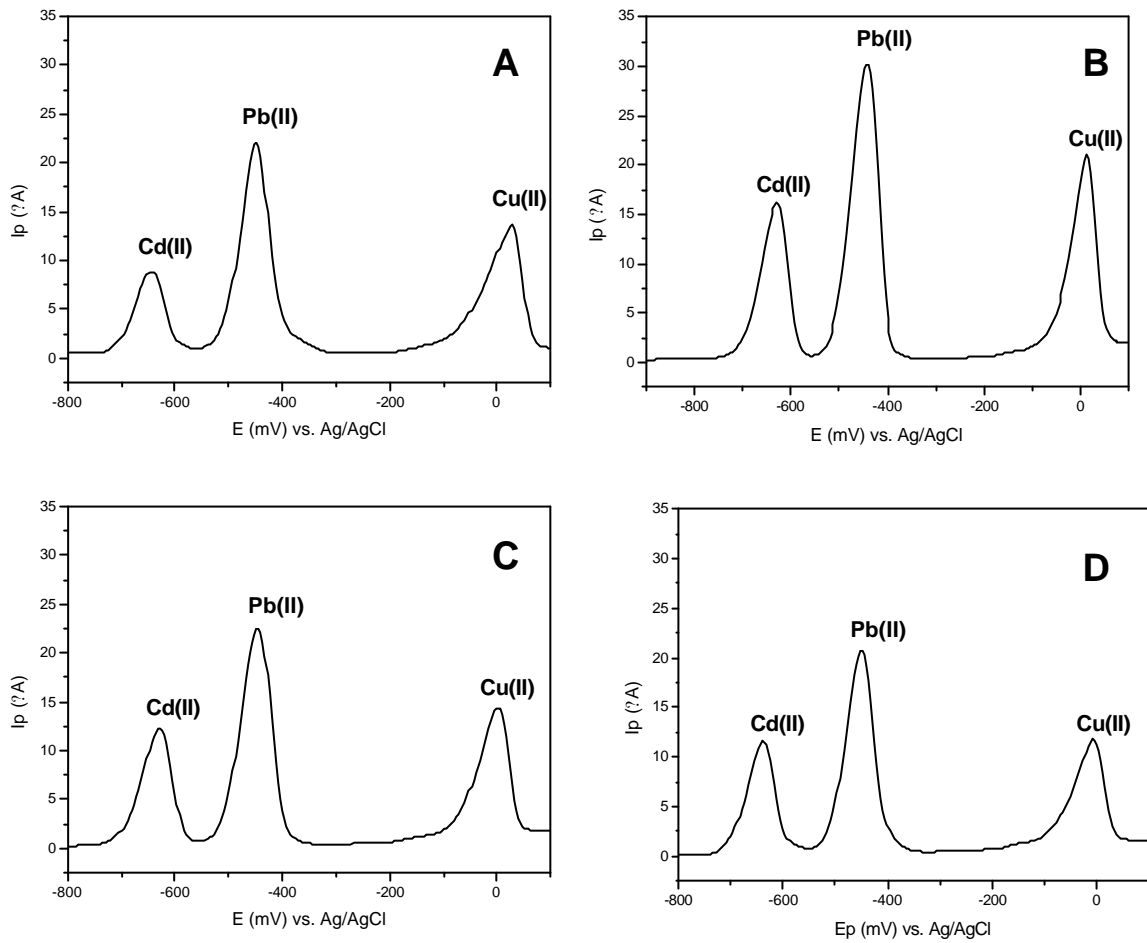 35
30
25
20
15
10
5
0
Ip (?A)
A
Pb(II)
Cu(II)
Cd(II)
-800 -600 -400 -200 0
E (mV) vs. Ag/AgCl
35
30
25
20
15
10
5
0
Ip (?A)
Pb(II)
B
Cu(II)
Cd(II)
-800 -600 -400 -200 0
E (mV) vs. Ag/AgCl
35
30
25
20
15
10
5
0
Ip (?A)
C
Pb(II)
Cu(II)
Cd(II)
-800 -600 -400 -200 0
E (mV) vs. Ag/AgCl
35
30
25
20
15
10
5
0
Ip (?A)
D
Pb(II)
Cd(II)
Cu(II)
-800 -600 -400 -200 0
Ep (mV) vs. Ag/AgCl